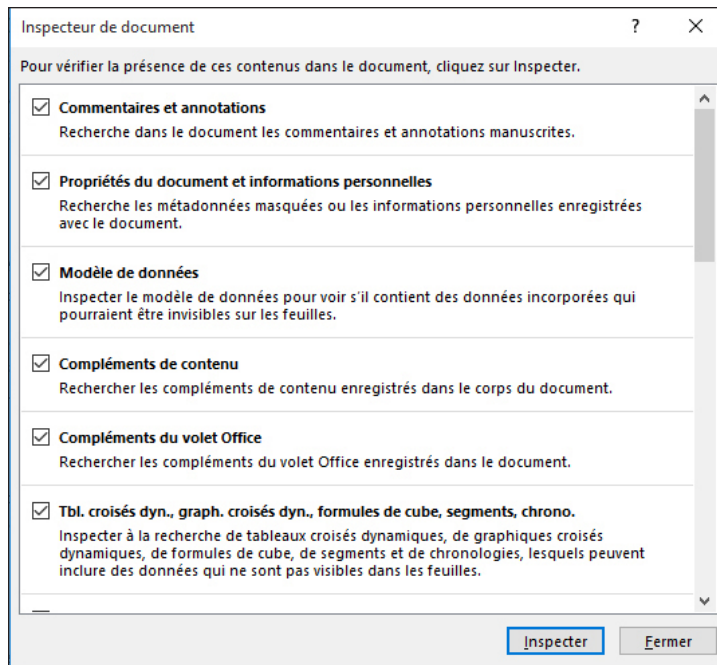 Inspecteur de document
Pour vérifier la présence de ces contenus dans le document, cliquez sur Inspecter.
Commentaires et annotations
Recherche dans le document les commentaires et annotations manuscrites.
Propriétés du document et informations personnelles
Recherche les métadonnées masquées ou les informations personnelles enregistrées
avec le document.
Modèle de données
Inspecter le modèle de données pour voir s'il contient des données incorporées qui
pourraient être invisibles sur les feuilles.
Compléments de contenu
Rechercher les compléments de contenu enregistrés dans le corps du document.
Compléments du volet Office
Rechercher les compléments du volet Office enregistrés dans le document.
Tbl. croisés dyn., graph. croisés dyn., formules de cube, segments, chrono.
Inspecter à la recherche de tableaux croisés dynamiques, de graphiques croisés
dynamiques, de formules de cube, de segments et de chronologies, lesquels peuvent
inclure des données qui ne sont pas visibles dans les feuilles.
Inspecter
Fermer